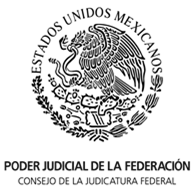 ESTADOS UNIDOS MEXICANOS
PODER JUDICIAL DE LA FEDERACIÓN
CONSEJO DE LA JUDICATURA FEDERAL